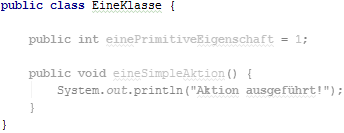 public class EineKlasse {
public int einePrimitiveEigenschaft = 1;
public void eineSimpleAktion() {
System.out.println("Aktion ausgeführt!");
}
}